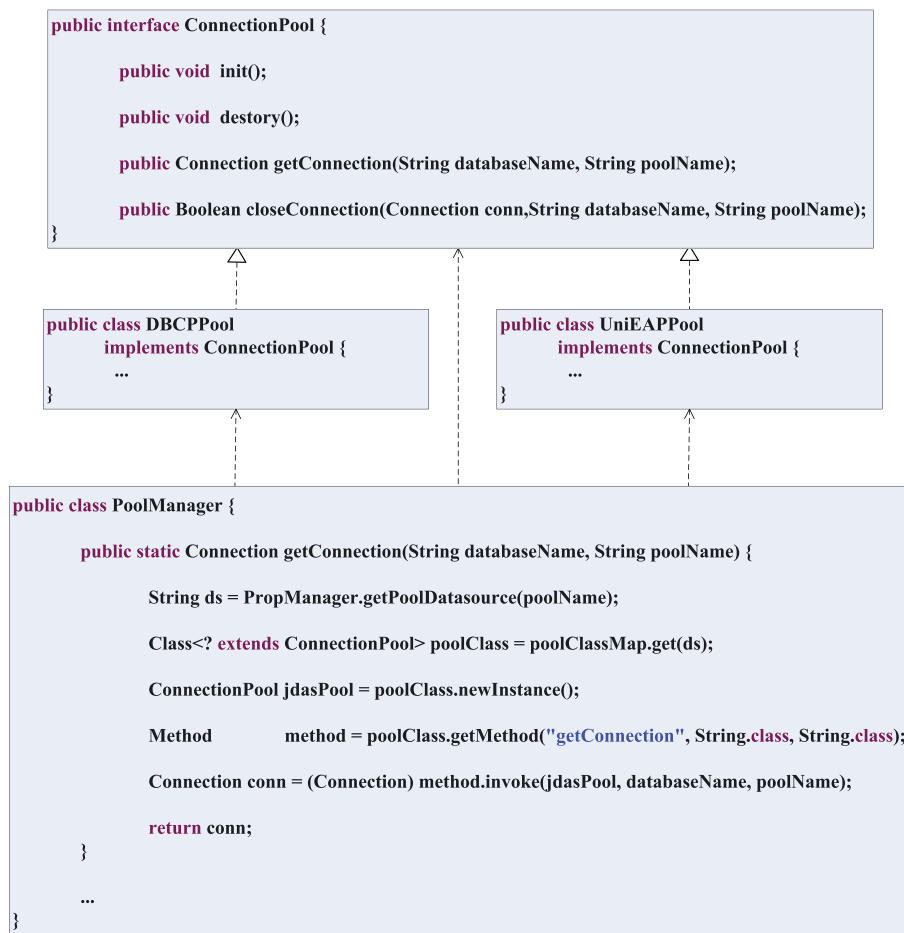 public interface ConnectionPool {
public void init();
public void destory();
public Connection getConnection(String databaseName, String poolName);
public Boolean closeConnection(Connection conn,String databaseName, String poolName);
}
public class DBCPPool
implements ConnectionPool {
...
}
public class UniEAPPool
implements ConnectionPool {
...
}
public class PoolManager {
public static Connection getConnection(String databaseName, String poolName) {
String ds = PropManager.getPoolDatasource(poolName);
Class<? extends ConnectionPool> poolClass = poolClassMap.get(ds);
ConnectionPool jdasPool = poolClass.newInstance();
Method method = poolClass.getMethod("getConnection", String.class, String.class);
Connection conn = (Connection) method.invoke(jdasPool, databaseName, poolName);
return conn;
}
...
}